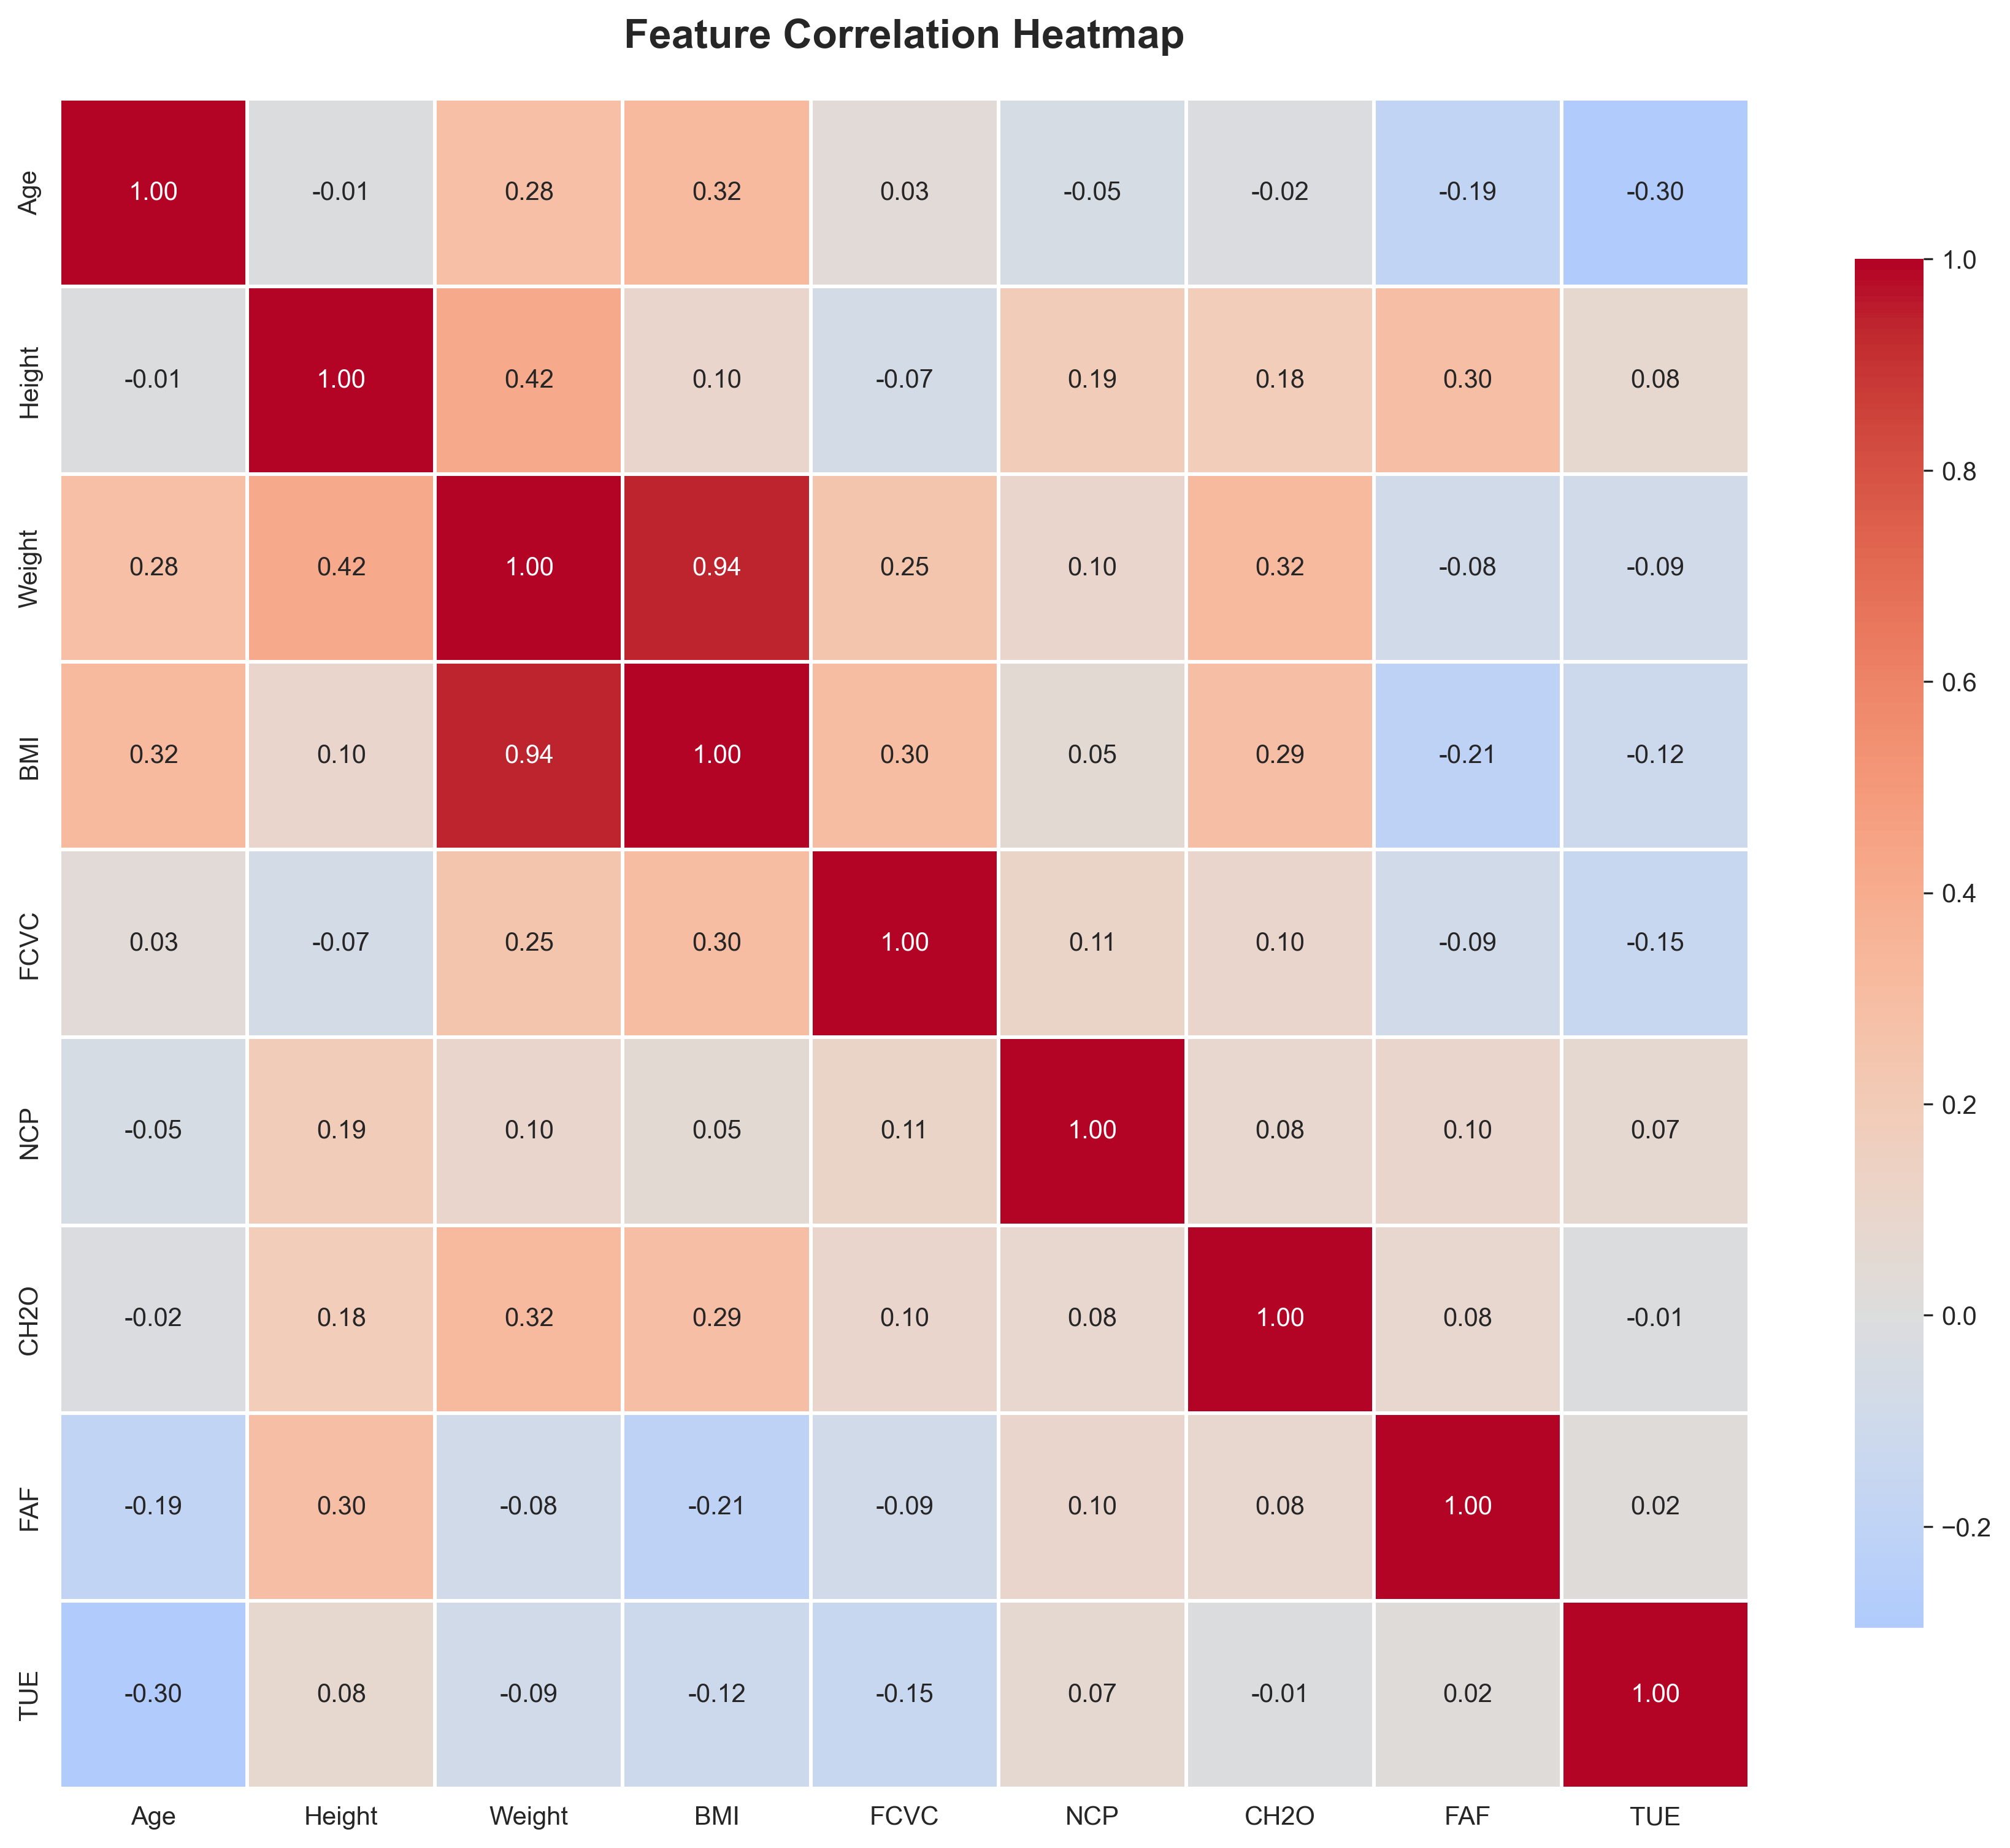 Feature Correlation Heatmap
Age 1.00 -0.01 0.28 0.32 0.03 -0.05 -0.02 -0.19 -0.30
Height -0.01 1.00 0.42 0.10 -0.07 0.19 0.18 0.30 0.08
Weight 0.28 0.42 1.00 0.94 0.25 0.10 0.32 -0.08 -0.09
BMI 0.32 0.10 0.94 1.00 0.30 0.05 0.29 -0.21 -0.12
FCVC 0.03 -0.07 0.25 0.30 1.00 0.11 0.10 -0.09 -0.15
NCP -0.05 0.19 0.10 0.05 0.11 1.00 0.08 0.10 0.07
CH2O -0.02 0.18 0.32 0.29 0.10 0.08 1.00 0.08 -0.01
FAF -0.19 0.30 -0.08 -0.21 -0.09 0.10 0.08 1.00 0.02
TUE -0.30 0.08 -0.09 -0.12 -0.15 0.07 -0.01 0.02 1.00
Age Height Weight BMI FCVC NCP CH2O FAF TUE
1.0
0.8
0.6
0.4
0.2
0.0
−0.2